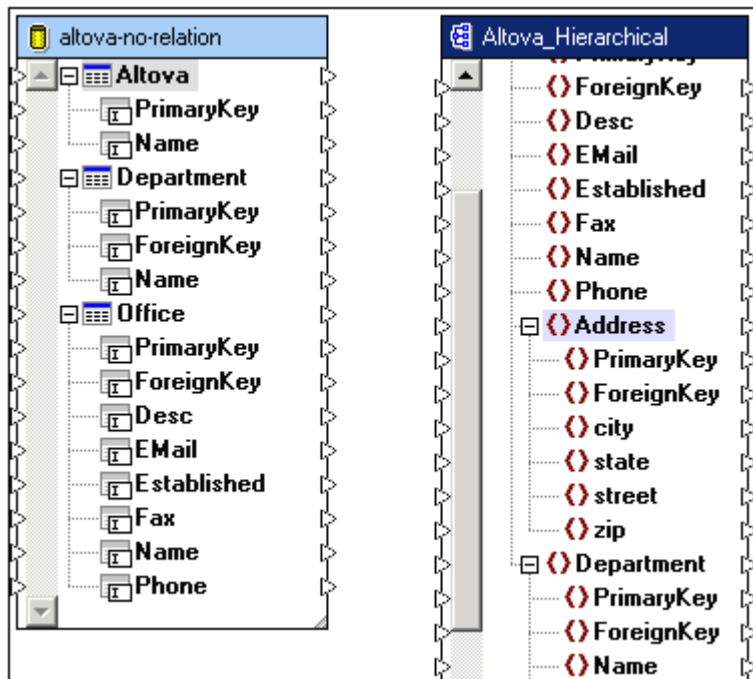 altova-no-relation
Altova
PrimaryKey
Name
Department
PrimaryKey
ForeignKey
Name
Office
PrimaryKey
ForeignKey
Desc
EMail
Established
Fax
Name
Phone
Altova_Hierarchical
PrimaryKey
ForeignKey
Desc
EMail
Established
Fax
Name
Phone
Address
PrimaryKey
ForeignKey
city
state
street
zip
Department
PrimaryKey
ForeignKey
Name